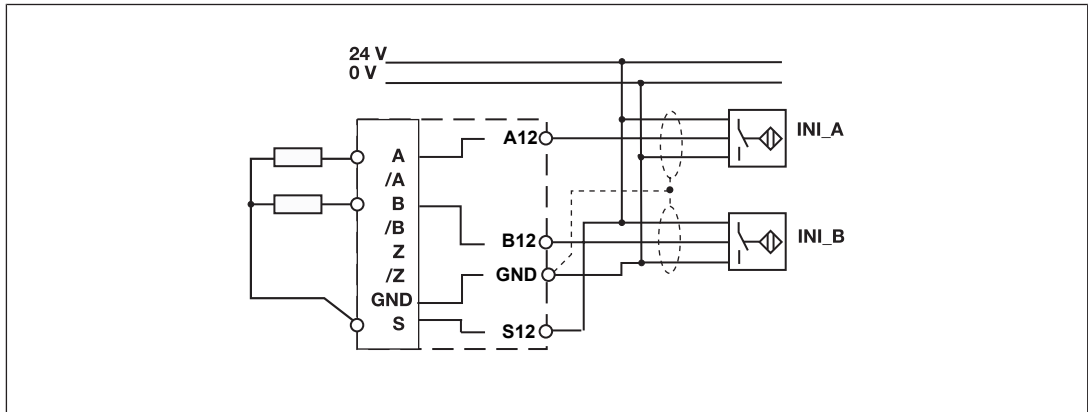 24 V
0 V
A
/A
B
/B
Z
/Z
GND
S
A12
B12
GND
S12
INI_A
INI_B